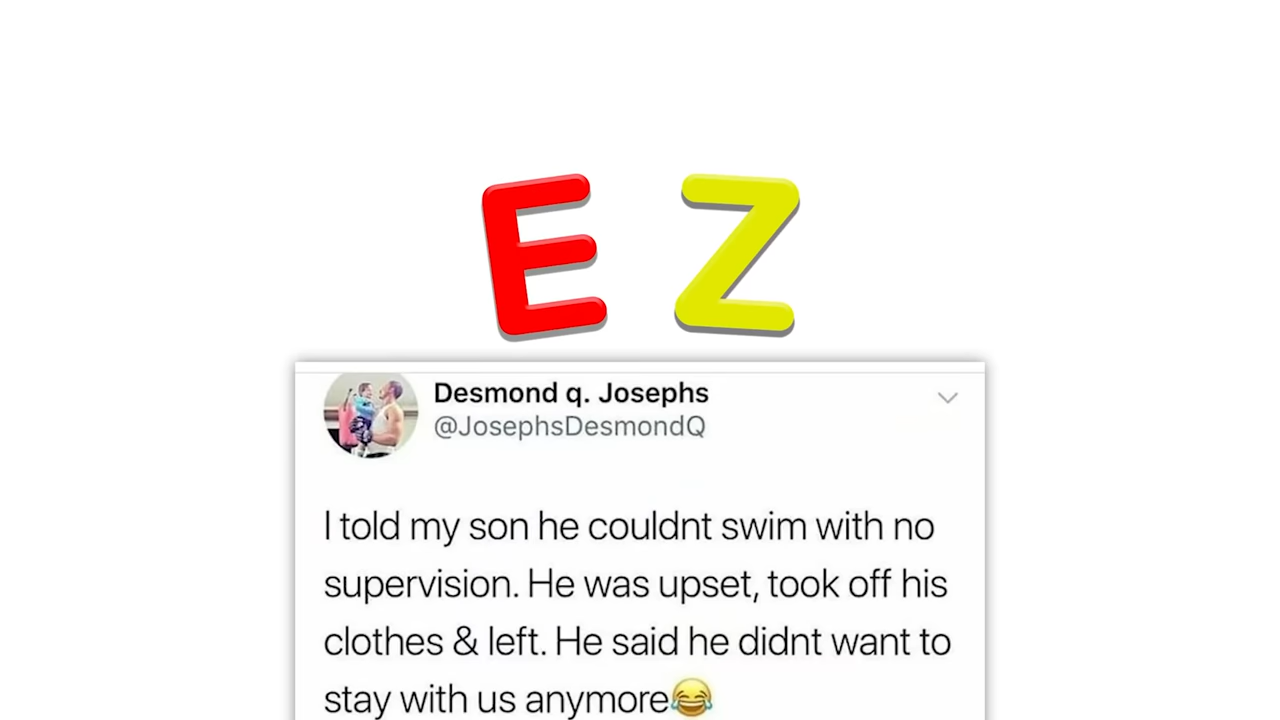 E Z
Desmond q. Josephs
@JosephsDesmondQ
I told my son he couldnt swim with no
supervision. He was upset, took off his
clothes & left. He said he didnt want to
stay with us anymore😂